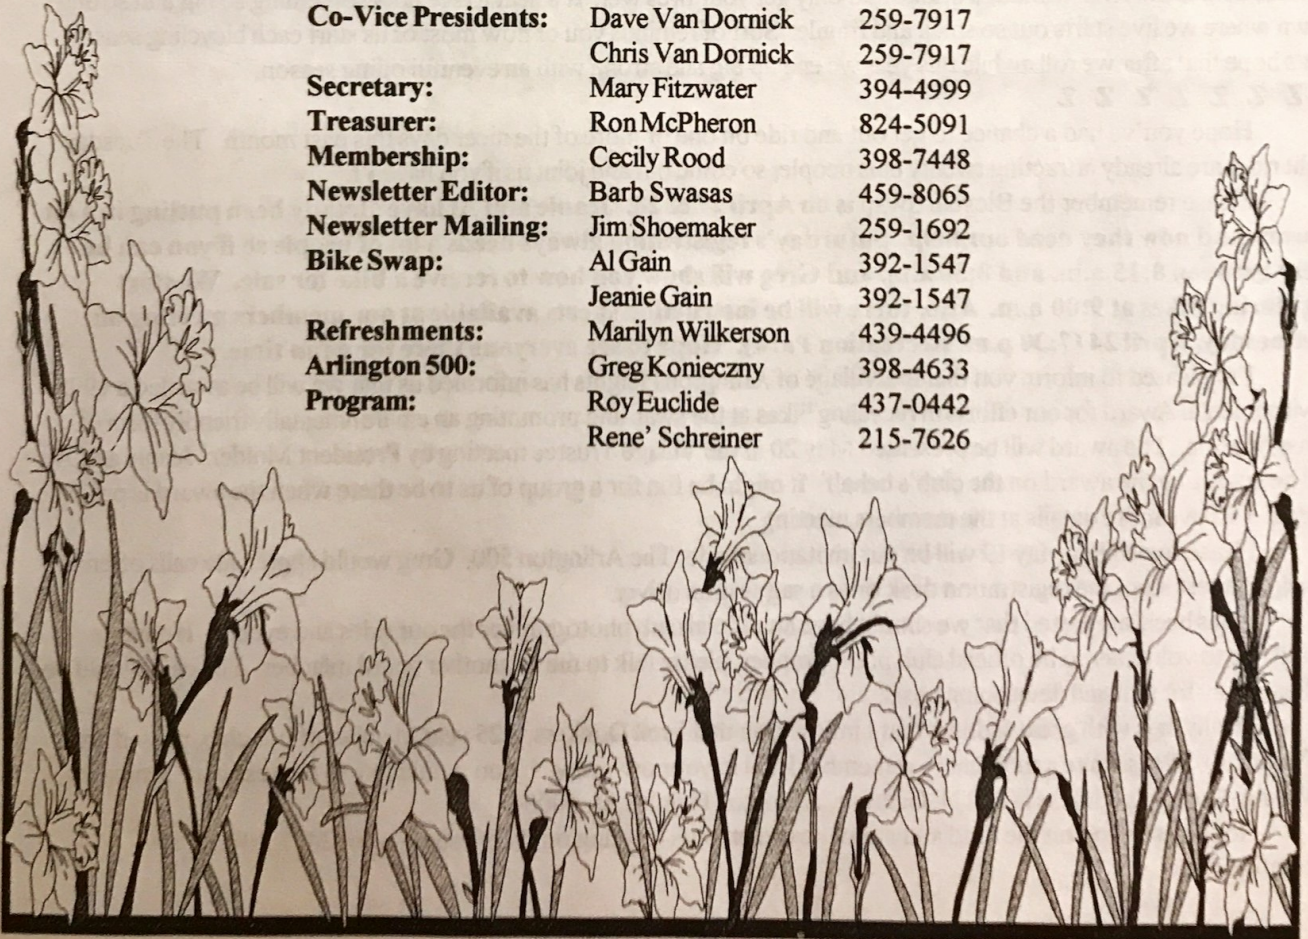 Co-Vice Presidents: Dave Van Dornick 259-7917
Chris Van Dornick 259-7917
Secretary: Mary Fitzwater 394-4999
Treasurer: Ron McPheron 824-5091
Membership: Cecily Rood 398-7448
Newsletter Editor: Barb Swasas 459-8065
Newsletter Mailing: Jim Shoemaker 259-1692
Bike Swap: Al Gain 392-1547
Jeanie Gain 392-1547
Refreshments: Marilyn Wilkerson 439-4496
Arlington 500: Greg Konieczny 398-4633
Program: Roy Euclide 437-0442
Rene' Schreiner 215-7626